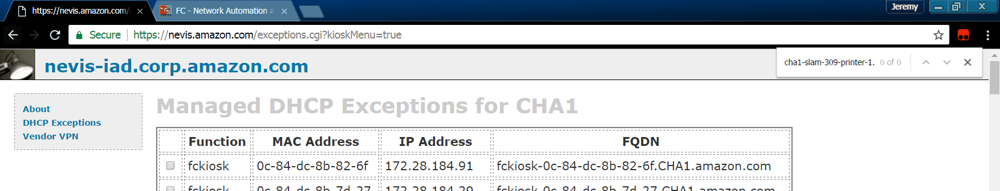 https://nevis.amazon.com/
FC - Network Automation a
Jeremy
Secure
https://nevis.amazon.com/exceptions.cgi?kioskMenu=true
cha1-slam-309-printer-1. 0 of 0
nevis-iad.corp.amazon.com
About
DHCP Exceptions
Vendor VPN
Managed DHCP Exceptions for CHA1
Function MAC Address IP Address FQDN
fckiosk 0c-84-dc-8b-82-6f 172.28.184.91 fckiosk-0c-84-dc-8b-82-6f.CHA1.amazon.com
fckiosk 0c-84-dc-8b-7d-27 172.28.184.29 fckiosk-0c-84-dc-8b-7d-27.CHA1.amazon.com